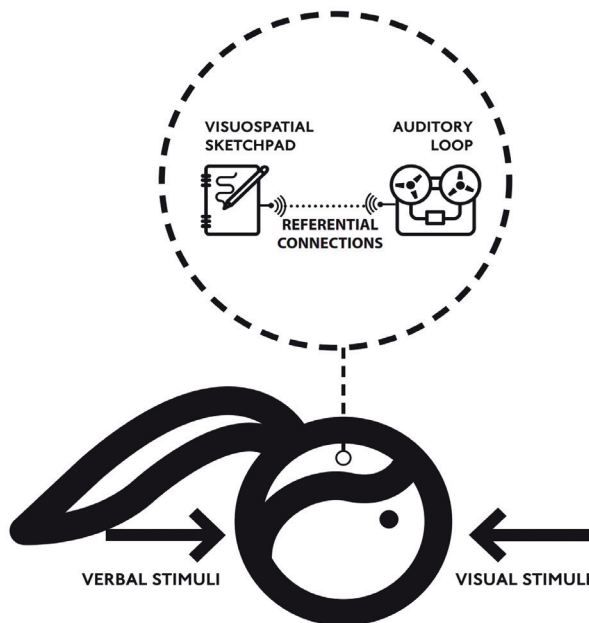 VISUOSPATIAL
SKETCHPAD
AUDITORY
LOOP
REFERENTIAL
CONNECTIONS
VERBAL STIMULI
VISUAL STIMULI